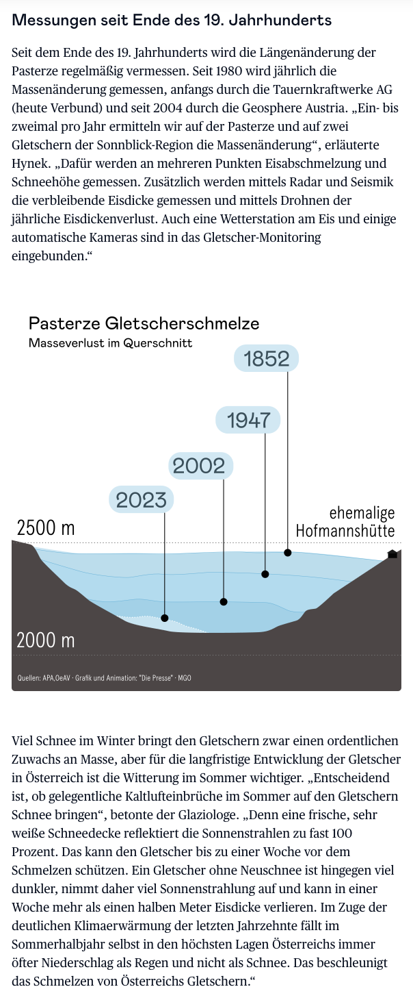 Messungen seit Ende des 19. Jahrhunderts
Seit dem Ende des 19. Jahrhunderts wird die Längenänderung der
Pasterze regelmäßig vermessen. Seit 1980 wird jährlich die
Massenänderung gemessen, anfangs durch die Tauernkraftwerke AG
(heute Verbund) und seit 2004 durch die Geosphere Austria. „Ein- bis
zweimal pro Jahr ermitteln wir auf der Pasterze und auf zwei
Gletschern der Sonnblick-Region die Massenänderung“, erläuterte
Hynek. „Dafür werden an mehreren Punkten Eisabschmelzung und
Schneehöhe gemessen. Zusätzlich werden mittels Radar und Seismik
die verbleibende Eisdicke gemessen und mittels Drohnen der
jährliche Eisdickenverlust. Auch eine Wetterstation am Eis und einige
automatische Kameras sind in das Gletscher-Monitoring
eingebunden.“
Pasterze Gletscherschmelze
Masseverlust im Querschnitt
1852
1947
2002
2023
ehemalige
Hofmannshütte
2500 m
2000 m
Quellen: APA,OeAV · Grafik und Animation: "Die Presse" · MGO
Viel Schnee im Winter bringt den Gletschern zwar einen ordentlichen
Zuwachs an Masse, aber für die langfristige Entwicklung der Gletscher
in Österreich ist die Witterung im Sommer wichtiger. „Entscheidend
ist, ob gelegentliche Kaltlufteinbrüche im Sommer auf den Gletschern
Schnee bringen“, betonte der Glaziologe. „Denn eine frische, sehr
weiße Schneedecke reflektiert die Sonnenstrahlen zu fast 100
Prozent. Das kann den Gletscher bis zu einer Woche vor dem
Schmelzen schützen. Ein Gletscher ohne Neuschnee ist hingegen viel
dunkler, nimmt daher viel Sonnenstrahlung auf und kann in einer
Woche mehr als einen halben Meter Eisdicke verlieren. Im Zuge der
deutlichen Klimaerwärmung der letzten Jahrzehnte fällt im
Sommerhalbjahr selbst in den höchsten Lagen Österreichs immer
öfter Niederschlag als Regen und nicht als Schnee. Das beschleunigt
das Schmelzen von Österreichs Gletschern.“